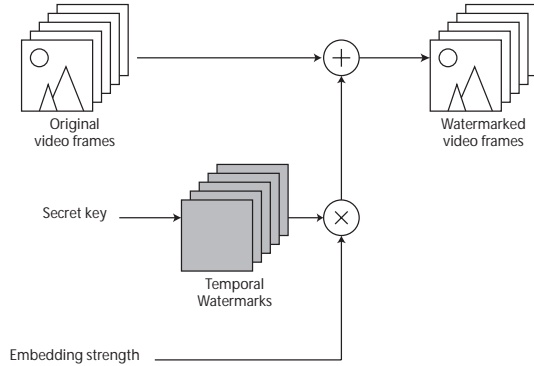 Original
video frames
Watermarked
video frames
Secret key
Temporal
Watermarks
Embedding strength